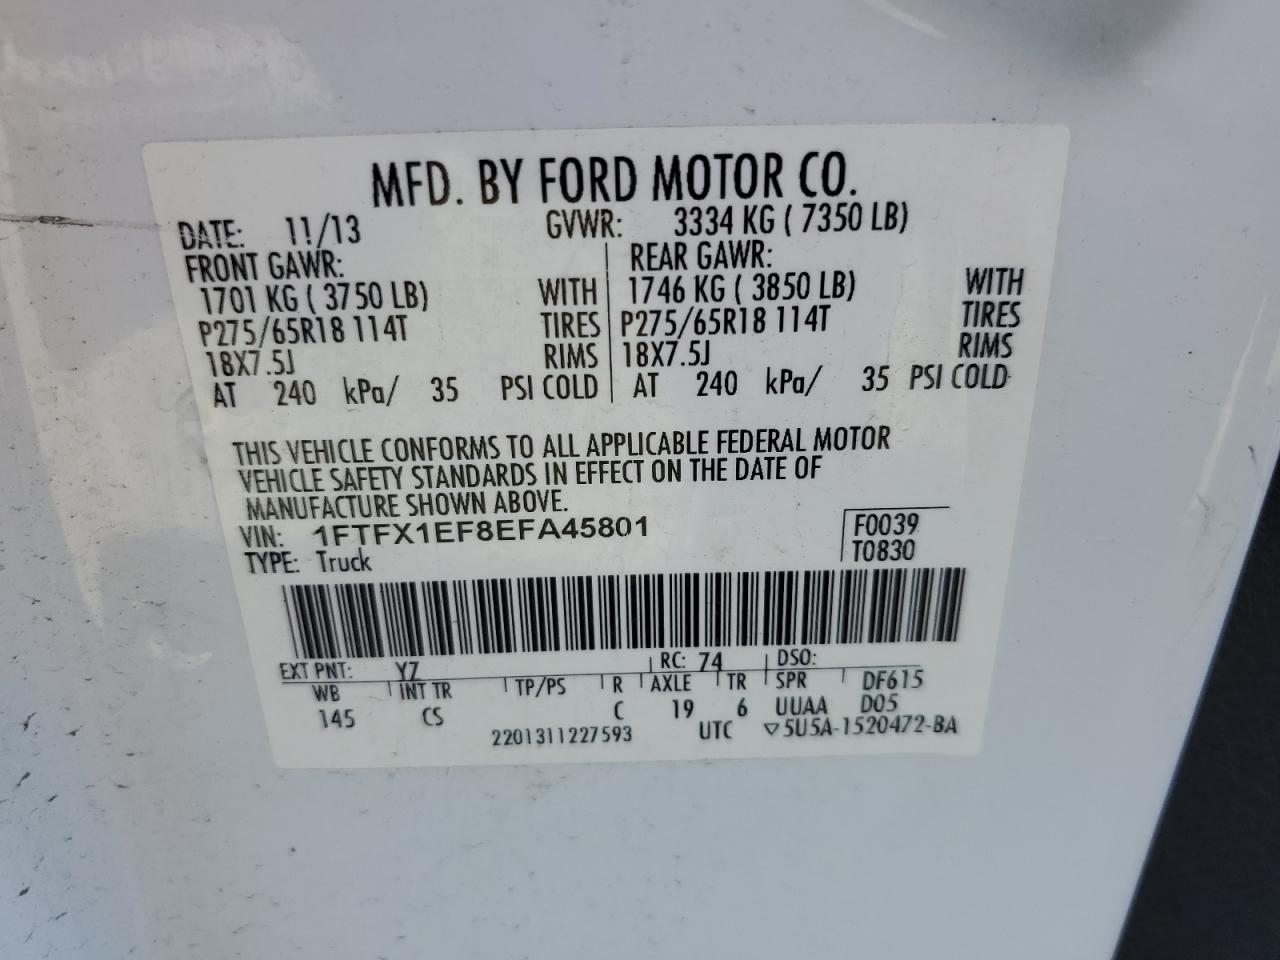 MFD. BY FORD MOTOR CO.
DATE: 11/13 GVWR: 3334 KG ( 7350 LB)
FRONT GAWR: REAR GAWR:
1701 KG ( 3750 LB) WITH 1746 KG ( 3850 LB) WITH
P275/65R18 114T TIRES P275/65R18 114T TIRES
18X7.5J RIMS 18X7.5J RIMS
AT 240 kPa/ 35 PSI COLD AT 240 kPa/ 35 PSI COLD
THIS VEHICLE CONFORMS TO ALL APPLICABLE FEDERAL MOTOR
VEHICLE SAFETY STANDARDS IN EFFECT ON THE DATE OF
MANUFACTURE SHOWN ABOVE.
VIN: 1FTFX1EF8EFA45801 F0039
TYPE: Truck T0830
EXT PNT: YZ RC: 74 DSO:
WB INT TR TP/PS R AXLE TR SPR DF615
145 CS C 19 6 UUAA D05
2201311227593 UTC ▽5U5A-1520472-BA